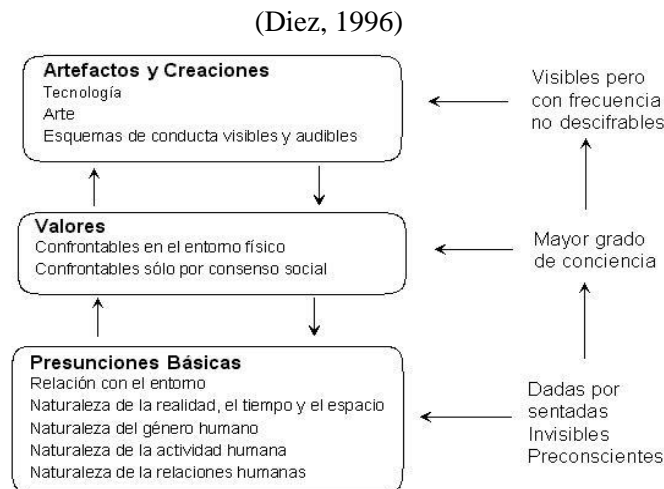 (Diez, 1996)
Artefactos y Creaciones
Tecnología
Arte
Esquemas de conducta visibles y audibles
Visibles pero
con frecuencia
no descifrables
Valores
Confrontables en el entorno físico
Confrontables sólo por consenso social
Mayor grado
de conciencia
Presunciones Básicas
Relación con el entorno
Naturaleza de la realidad, el tiempo y el espacio
Naturaleza del género humano
Naturaleza de la actividad humana
Naturaleza de la relaciones humanas
Dadas por
sentadas
Invisibles
Preconscientes